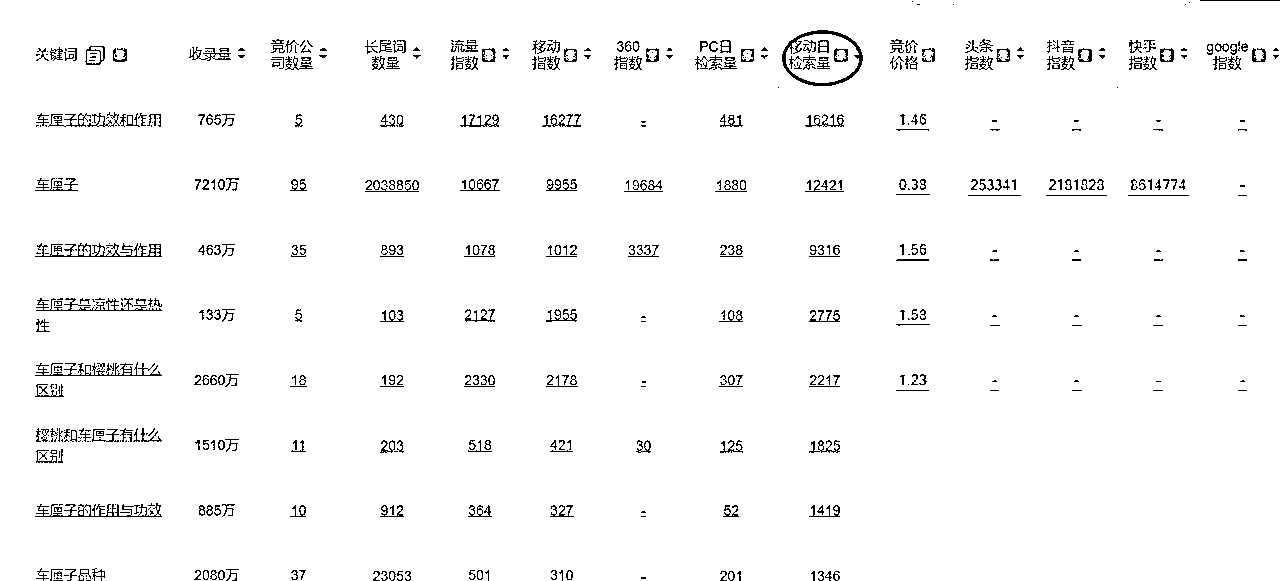 关键词 收录量 竞价公司数量 长尾词数量 流量指数 移动指数 360指数 PC日检索量 移动日检索量 竞价价格 头条指数 抖音指数 快手指数 google指数
车厘子的功效和作用 765万 5 430 17129 16277 - 481 16216 1.46 - - - -
车厘子 7210万 95 2038850 10667 9955 19684 1880 12421 0.38 253341 2181828 8614774 -
车厘子的功效与作用 463万 35 893 1078 1012 3337 238 9316 1.56 - - - -
车厘子是凉性还是热
性 133万 5 103 2127 1955 - 108 2775 1.58 - - - -
车厘子和樱桃有什么
区别 2660万 18 192 2330 2178 - 307 2217 1.23 - - - -
樱桃和车厘子有什么
区别 1510万 11 203 518 421 30 125 1825
车厘子的作用与功效 885万 10 912 364 327 - 52 1419
车厘子品种 2080万 37 23053 501 310 - 201 1346